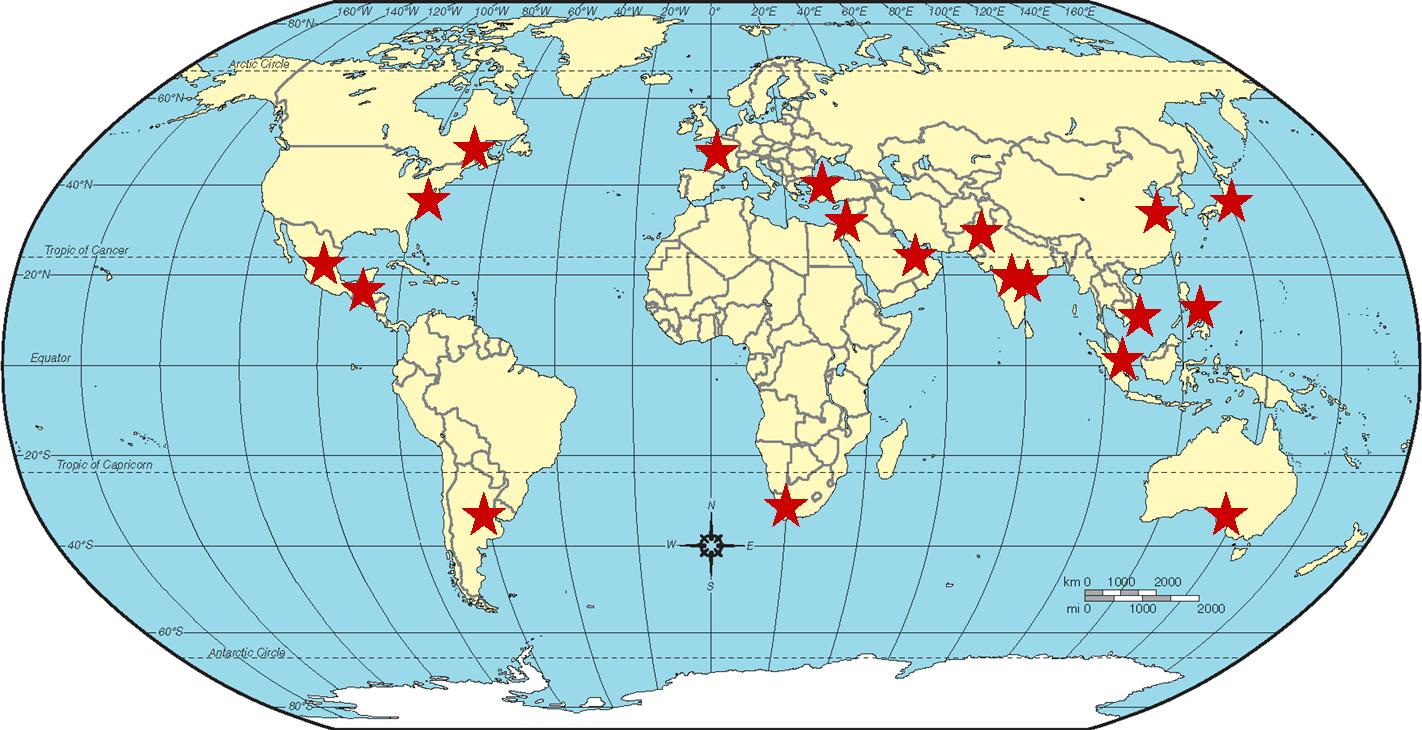 160°W 140°W 120°W 100°W 80°W 60°W 40°W 20°W 0° 20°E 40°E 60°E 80°E 100°E 120°E 140°E 160°E
80°N
Arctic Circle
60°N
40°N
Tropic of Cancer
20°N
Equator
20°S
Tropic of Capricorn
N
W E
S
40°S
km 0 1000 2000
mi 0 1000 2000
60°S
Antarctic Circle
80°S